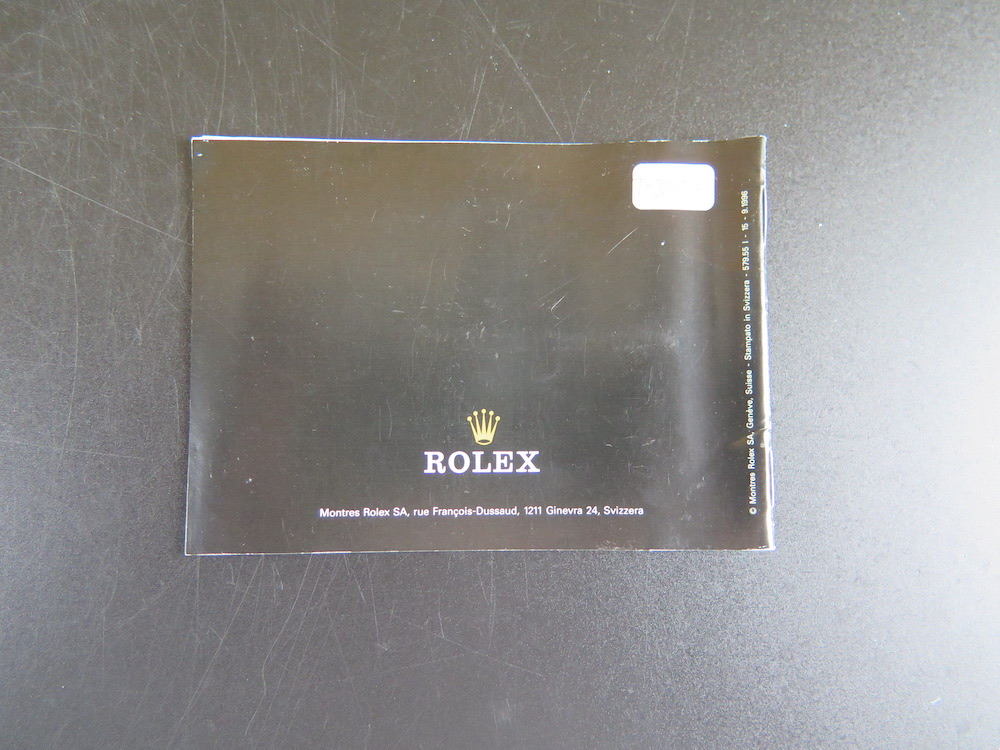 ROLEX
Montres Rolex SA, rue François-Dussaud, 1211 Ginevra 24, Svizzera
© Montres Rolex SA, Genève, Suisse - Stampato in Svizzera - 579.55 I - 15 - 9.1996